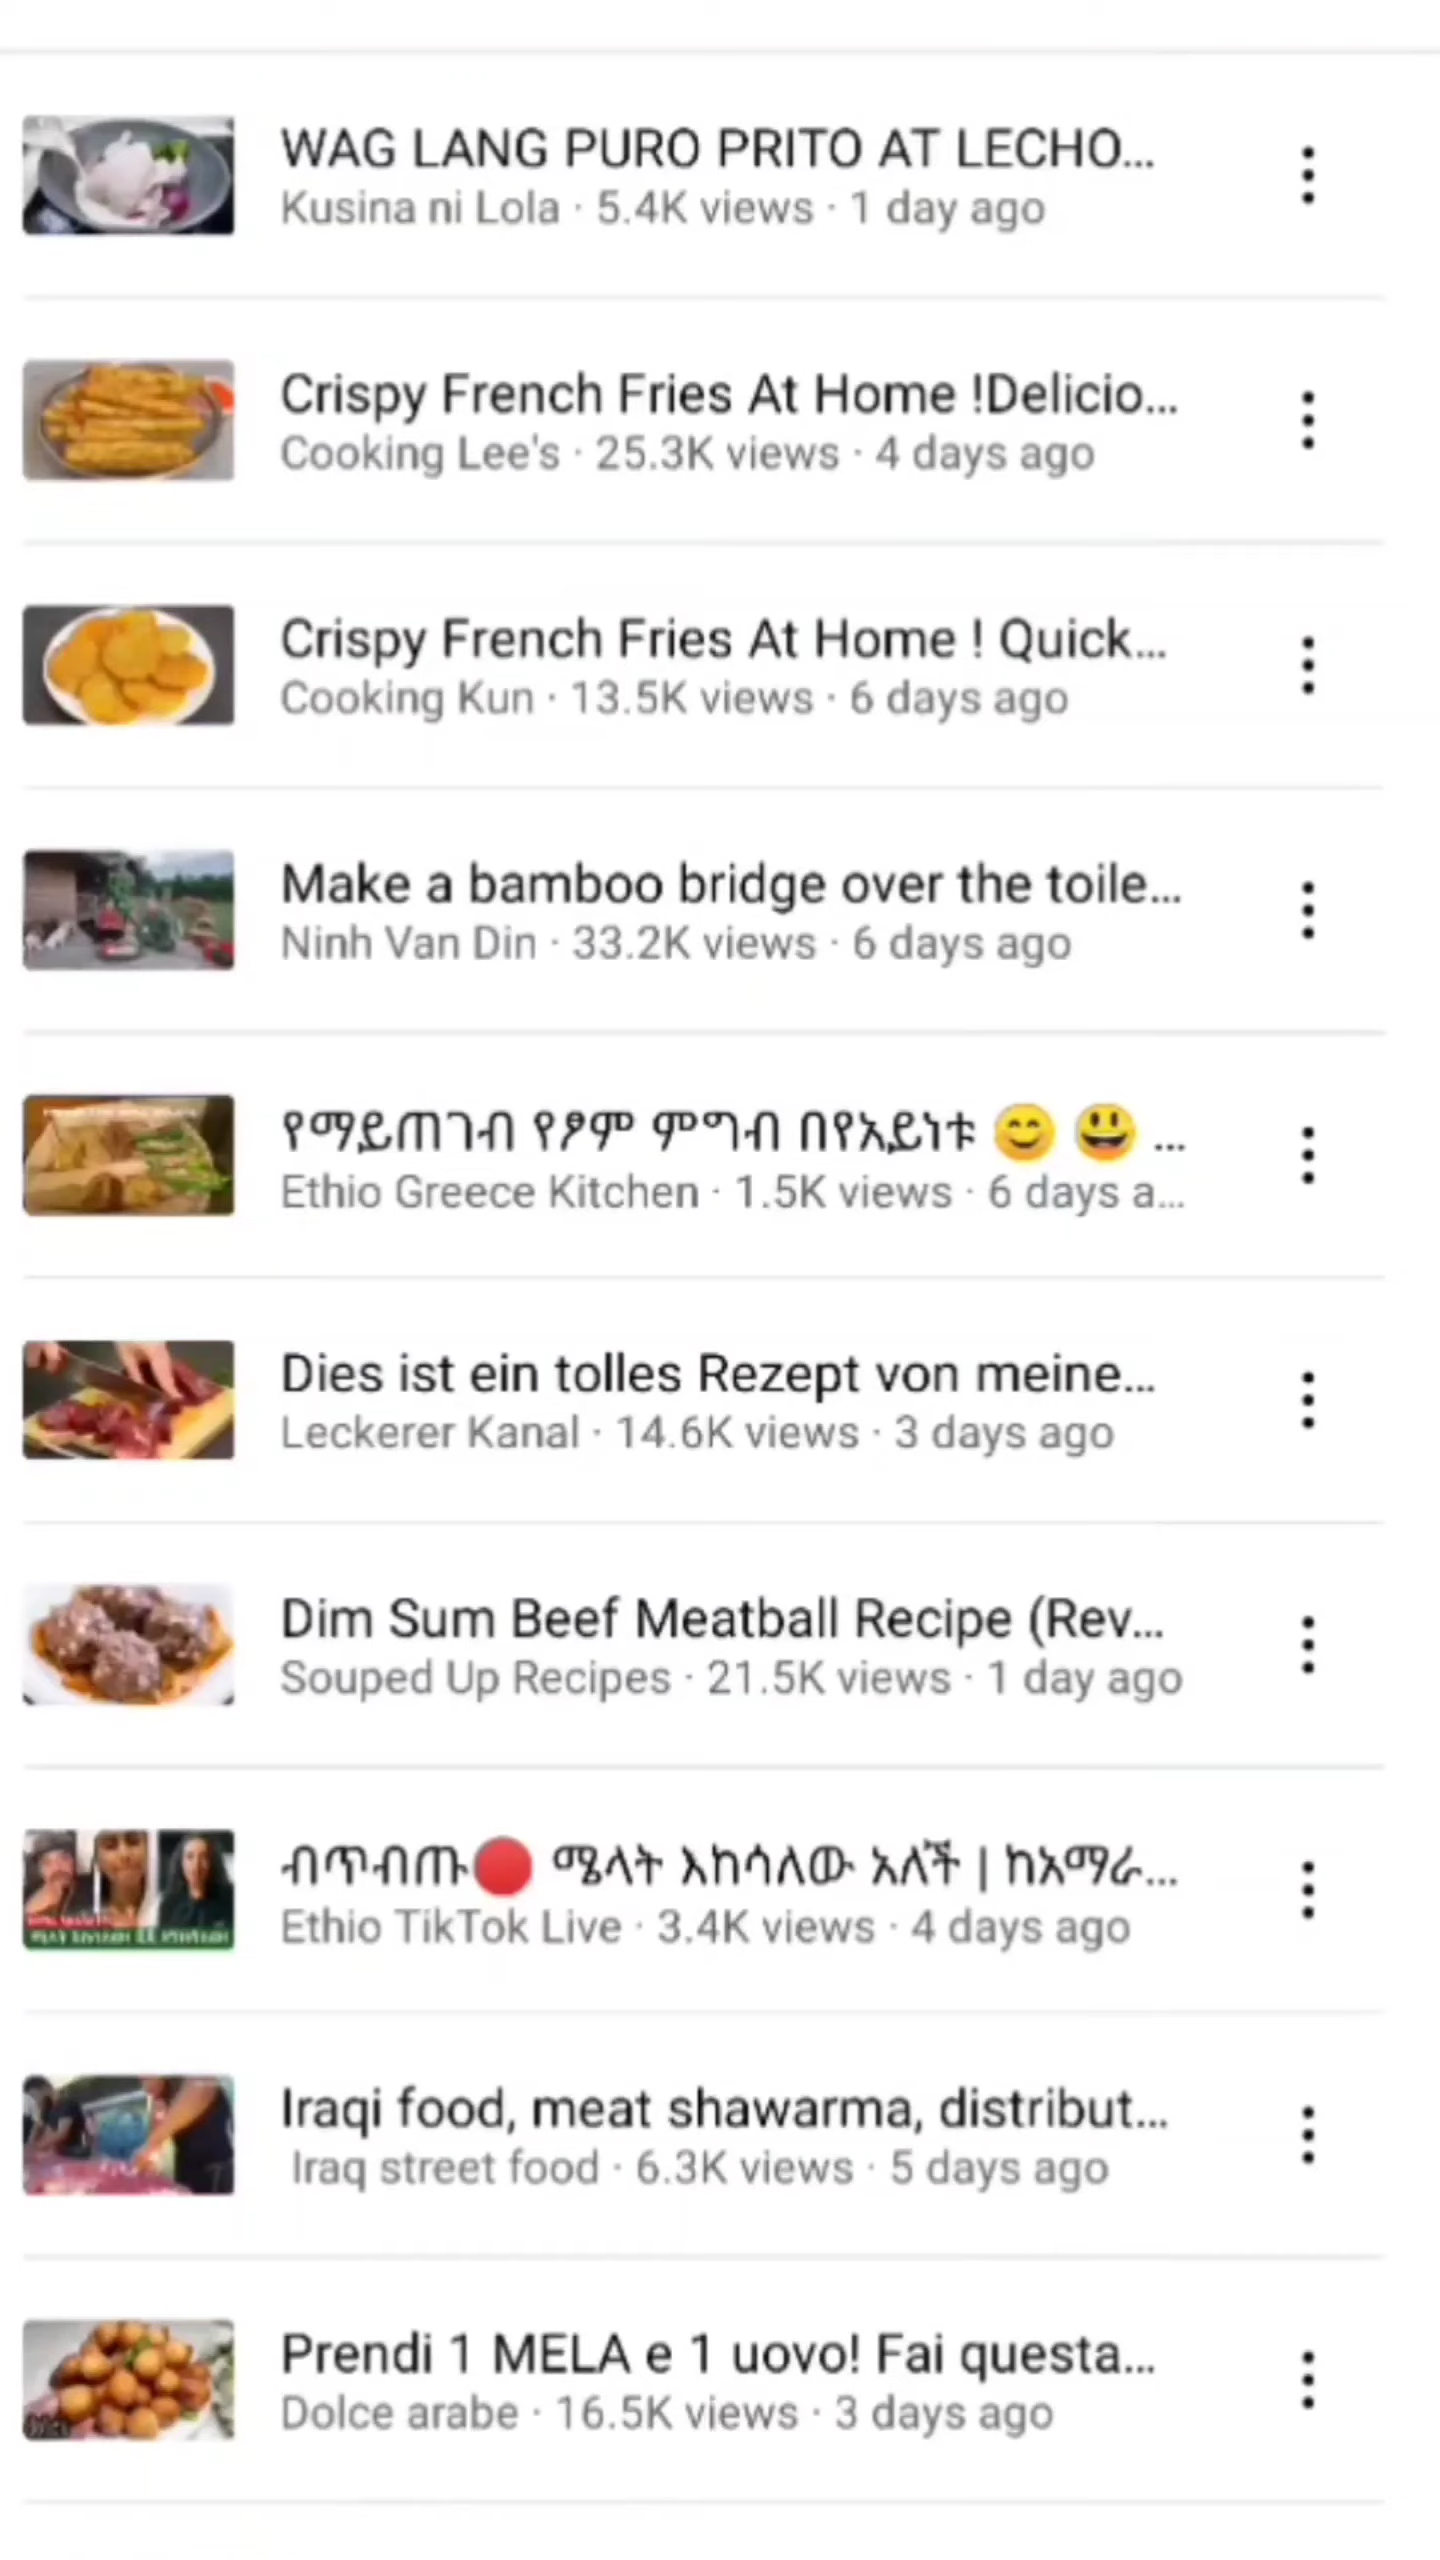 WAG LANG PURO PRITO AT LECHO...
Kusina ni Lola · 5.4K views · 1 day ago
Crispy French Fries At Home !Delicio...
Cooking Lee's · 25.3K views · 4 days ago
Crispy French Fries At Home ! Quick...
Cooking Kun · 13.5K views · 6 days ago
Make a bamboo bridge over the toile...
Ninh Van Din · 33.2K views · 6 days ago
የማይጠገብ የፆም ምግብ በየአይነቱ 😊 😃 ...
Ethio Greece Kitchen · 1.5K views · 6 days a...
Dies ist ein tolles Rezept von meine...
Leckerer Kanal · 14.6K views · 3 days ago
Dim Sum Beef Meatball Recipe (Rev...
Souped Up Recipes · 21.5K views · 1 day ago
ብጥብጡ🔴 ሜላት እከሳለው አለች | ከአማራ...
Ethio TikTok Live · 3.4K views · 4 days ago
Iraqi food, meat shawarma, distribut...
Iraq street food · 6.3K views · 5 days ago
Prendi 1 MELA e 1 uovo! Fai questa...
Dolce arabe · 16.5K views · 3 days ago